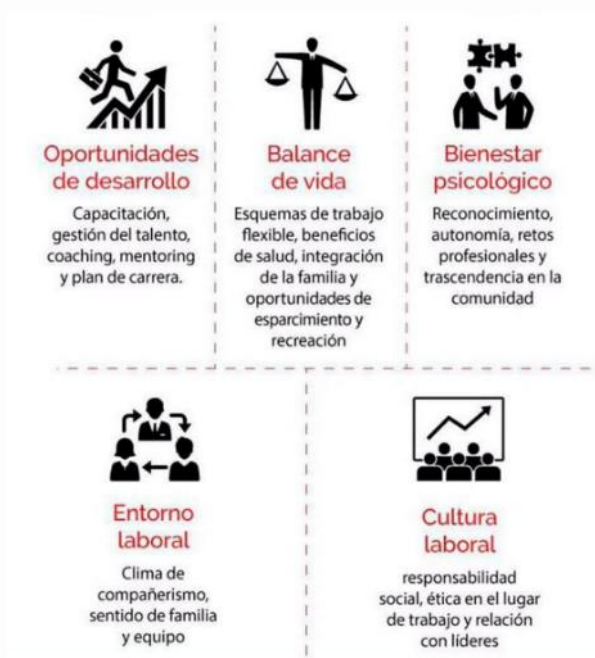 Oportunidades
de desarrollo
Capacitación,
gestión del talento,
coaching, mentoring
y plan de carrera.
Balance
de vida
Esquemas de trabajo
flexible, beneficios
de salud, integración
de la familia y
oportunidades de
esparcimiento y
recreación
Bienestar
psicológico
Reconocimiento,
autonomía, retos
profesionales y
trascendencia en la
comunidad
Entorno
laboral
Clima de
compañerismo,
sentido de familia
y equipo
Cultura
laboral
responsabilidad
social, ética en el lugar
de trabajo y relación
con líderes